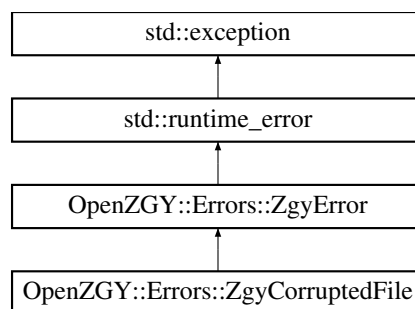 std::exception
std::runtime_error
OpenZGY::Errors::ZgyError
OpenZGY::Errors::ZgyCorruptedFile